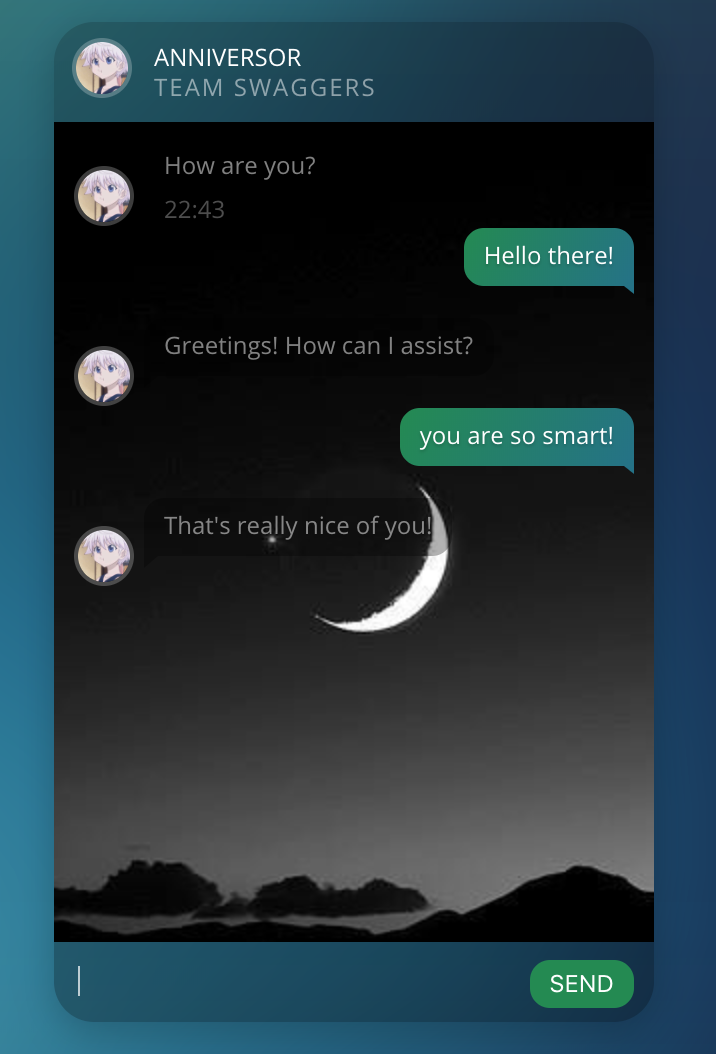 ANNIVERSOR
TEAM SWAGGERS
How are you?
22:43
Hello there!
Greetings! How can I assist?
you are so smart!
That's really nice of you!
SEND